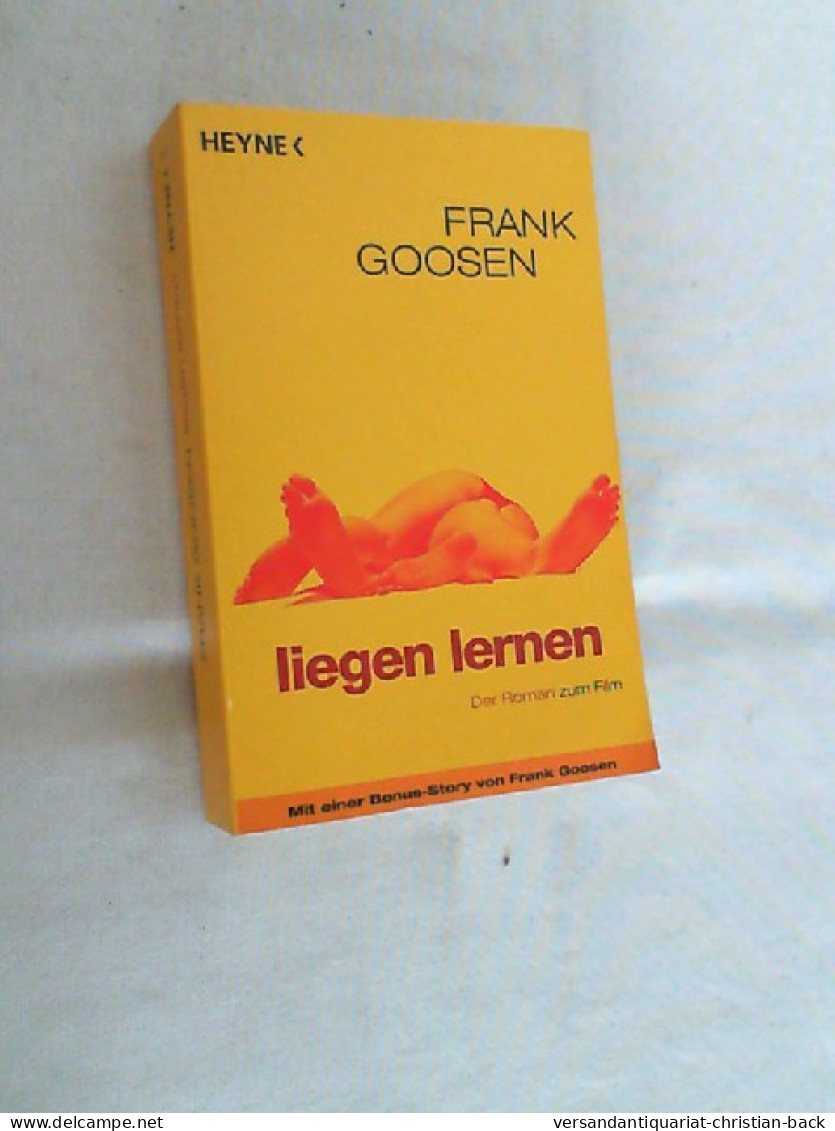 HEYNE <
FRANK
GOOSEN
liegen lernen
Der Roman zum Film
Mit einer Bonus-Story von Frank Goosen
HEYNE <
delcampe.net
versandantiquariat-christian-back